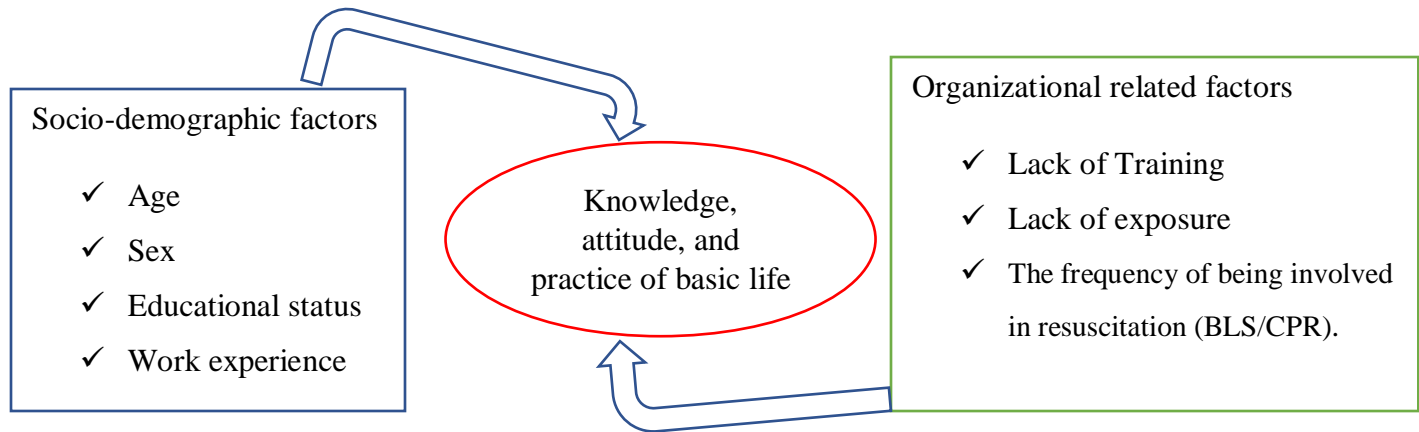 Socio-demographic factors
✓ Age
✓ Sex
✓ Educational status
✓ Work experience
Knowledge,
attitude, and
practice of basic life
Organizational related factors
✓ Lack of Training
✓ Lack of exposure
✓ The frequency of being involved
in resuscitation (BLS/CPR).